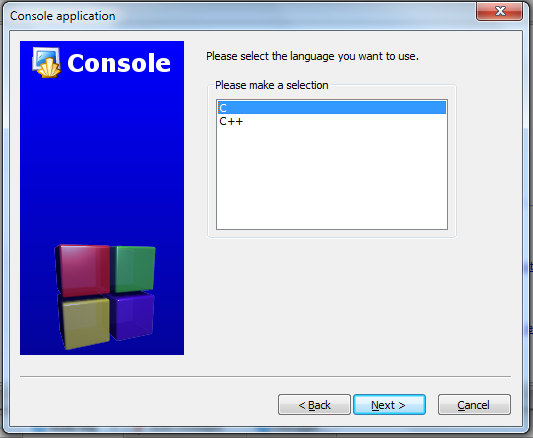 Console application
Console
Please select the language you want to use.
Please make a selection
C
C++
< Back
Next >
Cancel